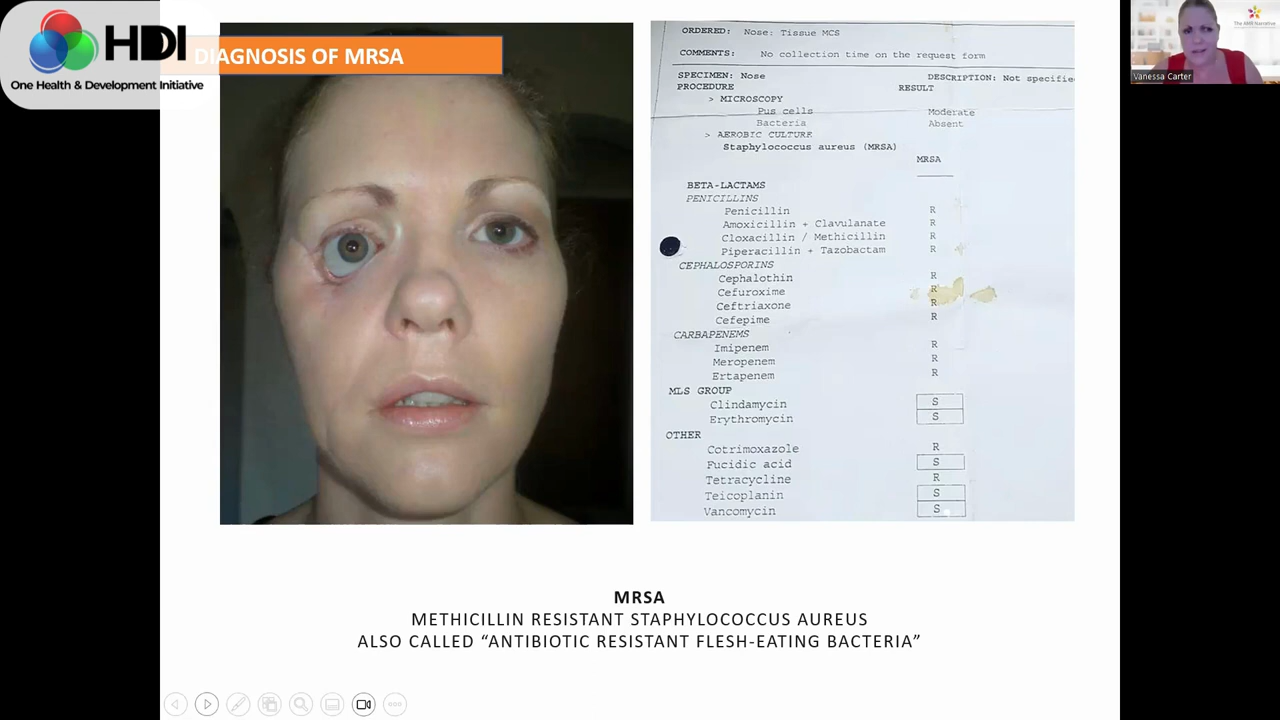 HDI
One Health & Development Initiative
DIAGNOSIS OF MRSA
ORDERED: Nose: Tissue MCS
COMMENTS: No collection time on the request form
SPECIMEN: Nose DESCRIPTION: Not specifie
PROCEDURE RESULT
> MICROSCOPY
Pus cells Moderate
Bacteria Absent
> AEROBIC CULTURE
Staphylococcus aureus (MRSA)
MRSA
BETA-LACTAMS
PENICILLINS
Penicillin R
Amoxicillin + Clavulanate R
Cloxacillin / Methicillin R
Piperacillin + Tazobactam R
CEPHALOSPORINS
Cephalothin R
Cefuroxime R
Ceftriaxone R
Cefepime R
CARBAPENEMS
Imipenem R
Meropenem R
Ertapenem R
MLS GROUP
Clindamycin S
Erythromycin S
OTHER
Cotrimoxazole R
Fucidic acid S
Tetracycline R
Teicoplanin S
Vancomycin S
MRSA
METHICILLIN RESISTANT STAPHYLOCOCCUS AUREUS
ALSO CALLED “ANTIBIOTIC RESISTANT FLESH-EATING BACTERIA”
The AMR Narrative
Vanessa Carter